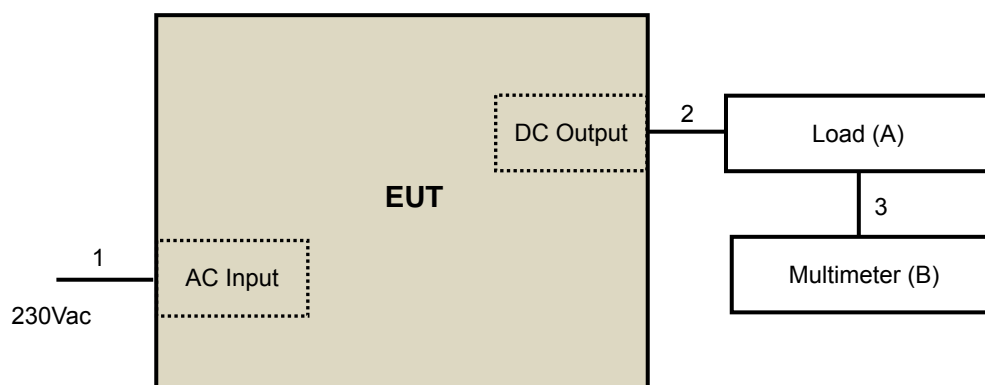 2
DC Output
Load (A)
EUT
3
1
AC Input
Multimeter (B)
230Vac